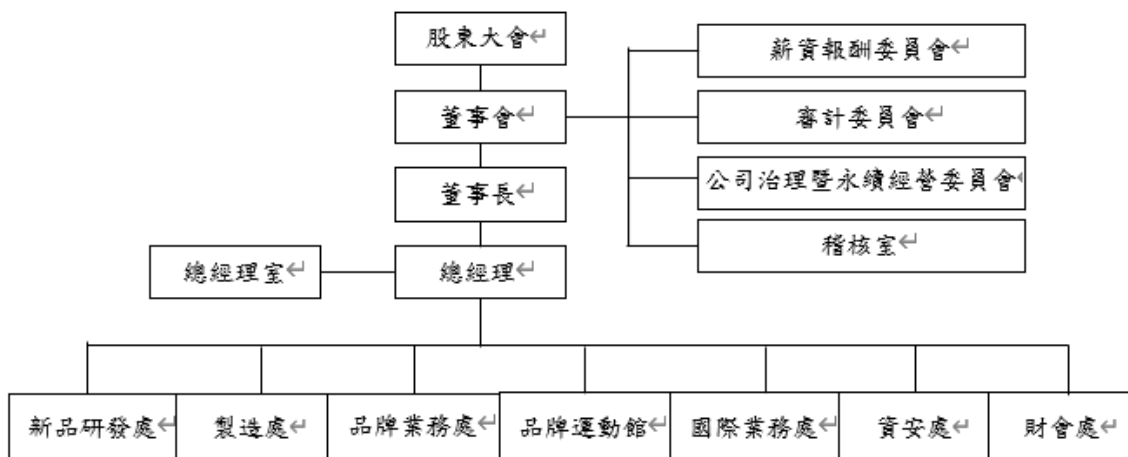 股東大會
薪資報酬委員會
董事會
審計委員會
董事長
公司治理暨永續經營委員會
總經理室
總經理
稽核室
新品研發處
製造處
品牌業務處
品牌運動館
國際業務處
資安處
財會處